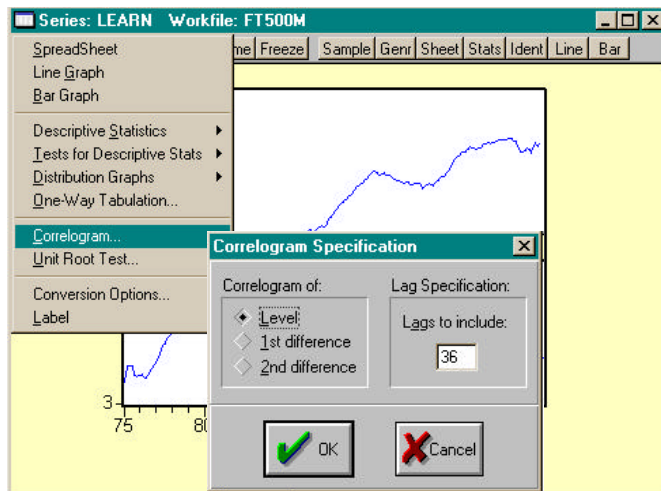 Series: LEARN Workfile: FT500M
me Freeze Sample Genr Sheet Stats Ident Line Bar
SpreadSheet
Line Graph
Bar Graph
Descriptive Statistics
Tests for Descriptive Stats
Distribution Graphs
One-Way Tabulation...
Correlogram...
Unit Root Test...
Conversion Options...
Label
Correlogram Specification
Correlogram of:
Level
1st difference
2nd difference
Lag Specification:
Lags to include:
36
OK
Cancel
3
75 80